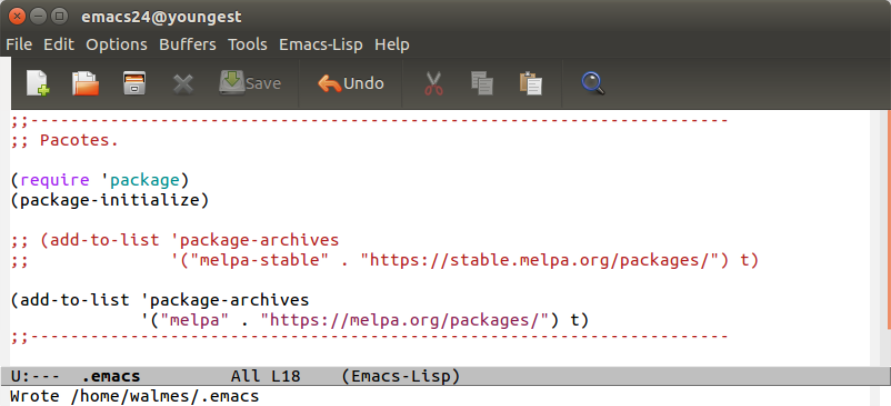 emacs24@youngest
File Edit Options Buffers Tools Emacs-Lisp Help
Save Undo
;;----------------------------------------------------------------------
;; Pacotes.
(require 'package)
(package-initialize)
;; (add-to-list 'package-archives
;;              '("melpa-stable" . "https://stable.melpa.org/packages/") t)
(add-to-list 'package-archives
             '("melpa" . "https://melpa.org/packages/") t)
;;----------------------------------------------------------------------
U:---  .emacs         All L18    (Emacs-Lisp)
Wrote /home/walmes/.emacs